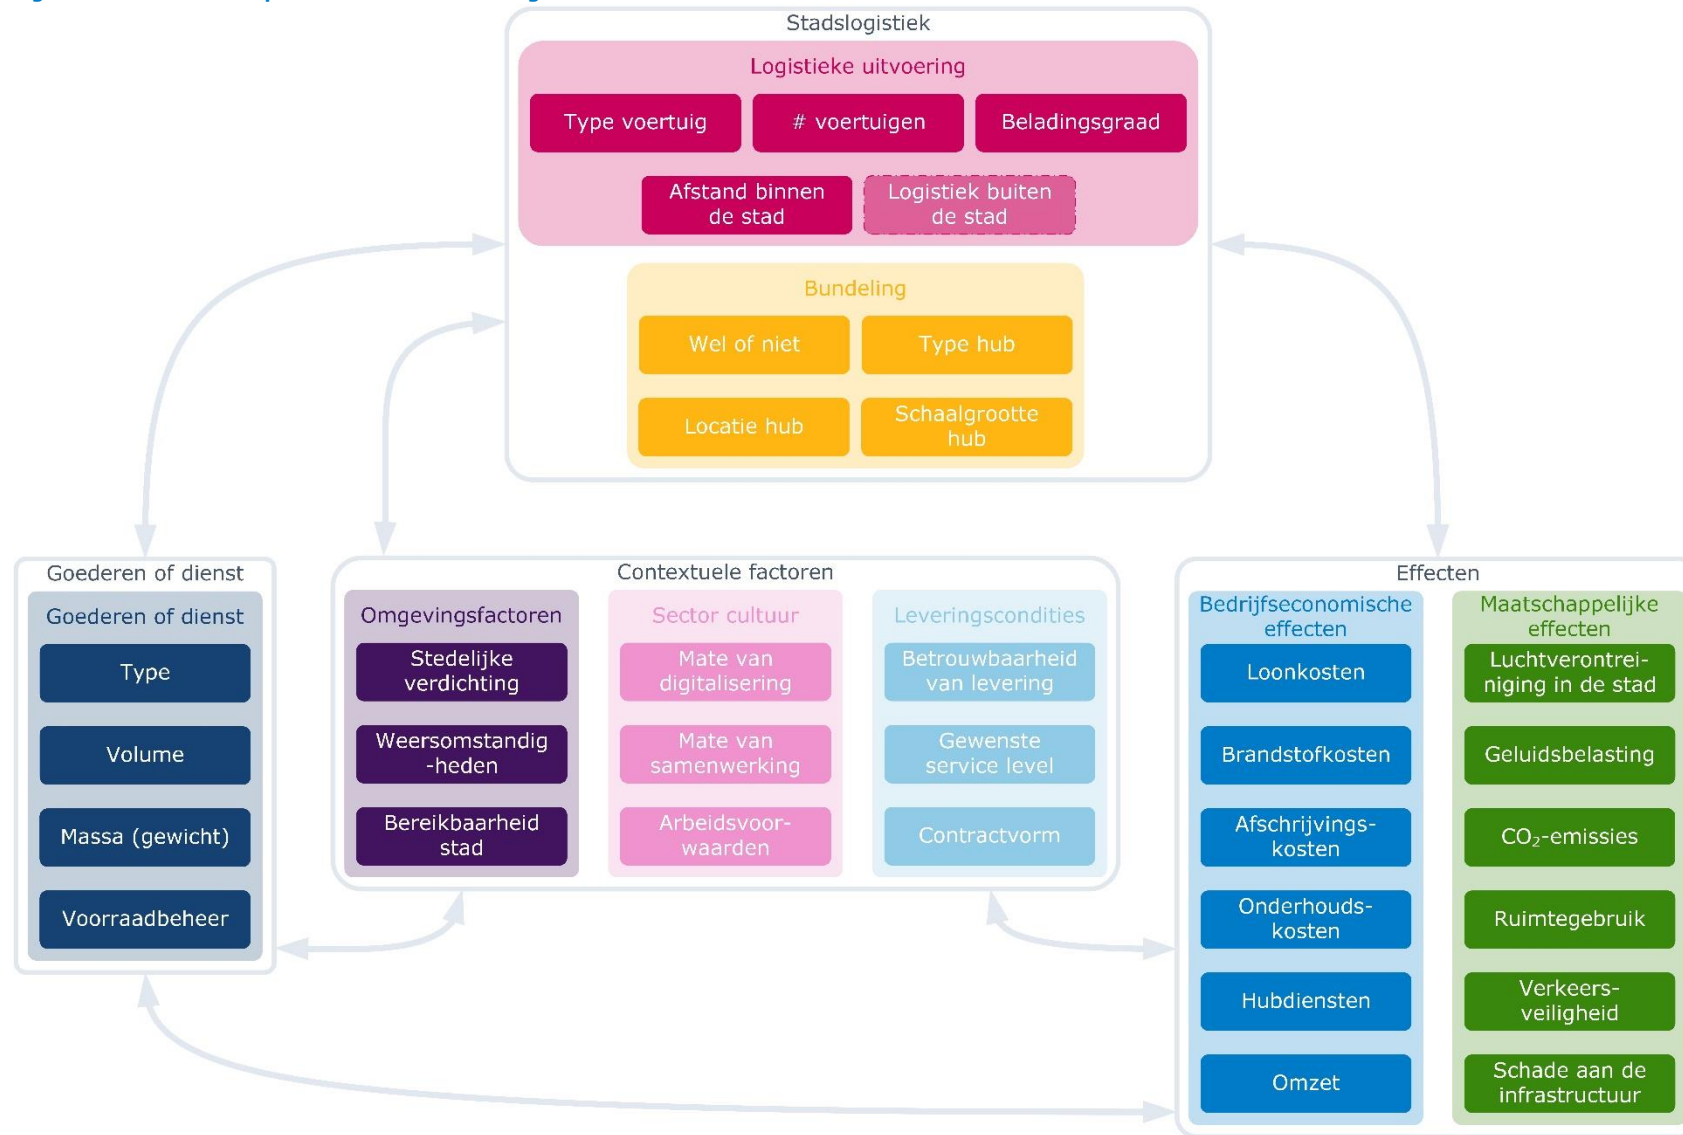 Stadslogistiek
Logistieke uitvoering
Type voertuig
# voertuigen
Beladingsgraad
Afstand binnen
de stad
Logistiek buiten
de stad
Bundeling
Wel of niet
Type hub
Locatie hub
Schaalgrootte
hub
Goederen of dienst
Goederen of dienst
Type
Volume
Massa (gewicht)
Voorraadbeheer
Contextuele factoren
Omgevingsfactoren
Stedelijke
verdichting
Weersomstandig
-heden
Bereikbaarheid
stad
Sector cultuur
Mate van
digitalisering
Mate van
samenwerking
Arbeidsvoor-
waarden
Leveringscondities
Betrouwbaarheid
van levering
Gewenste
service level
Contractvorm
Effecten
Bedrijfseconomische
effecten
Loonkosten
Brandstofkosten
Afschrijvings-
kosten
Onderhouds-
kosten
Hubdiensten
Omzet
Maatschappelijke
effecten
Luchtverontrei-
niging in de stad
Geluidsbelasting
CO₂-emissies
Ruimtegebruik
Verkeers-
veiligheid
Schade aan de
infrastructuur